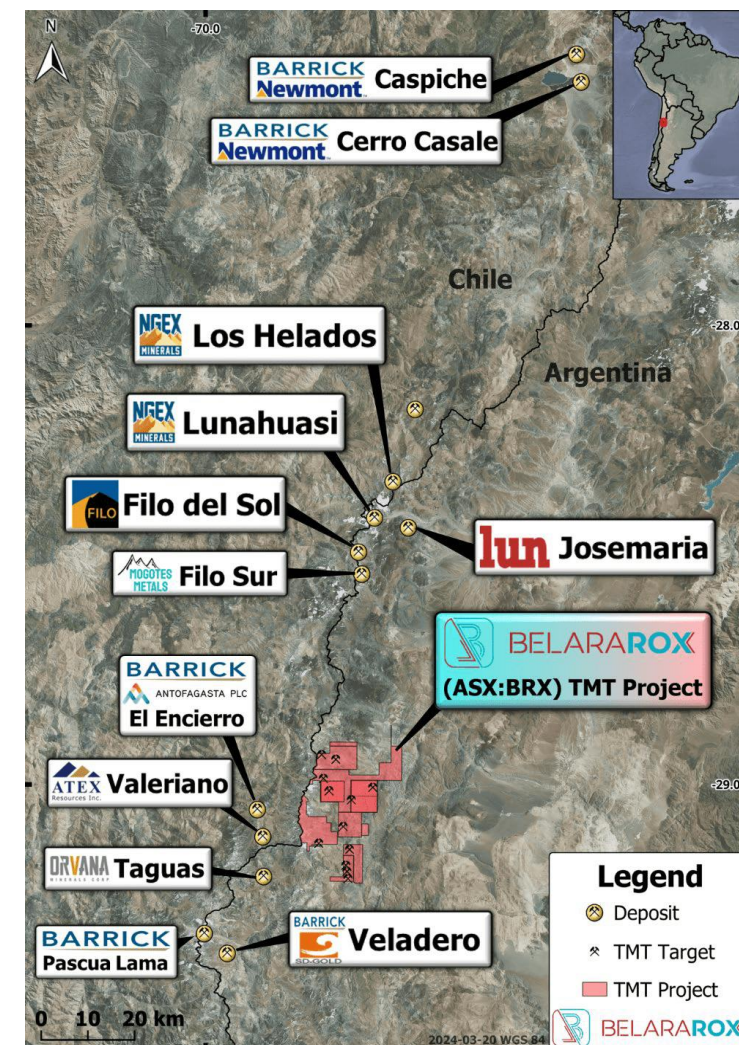 N
-70.0
BARRICK
Newmont™
Caspiche
BARRICK
Newmont™
Cerro Casale
Chile
-28.0
Argentina
NGEX
MINERALS
Los Helados
NGEX
MINERALS
Lunahuasi
FILO
Filo del Sol
lun Josemaria
MOGOTES
METALS
Filo Sur
BELARAROX
(ASX:BRX) TMT Project
BARRICK
ANTOFAGASTA PLC
El Encierro
-29.0
ATEX
Resources Inc.
Valeriano
ORVANA
MINERALS CORP
Taguas
BARRICK
Pascua Lama
BARRICK
SD-GOLD
Veladero
Legend
Deposit
TMT Target
TMT Project
BELARAROX
0 10 20 km
2024-03-20 WGS 84